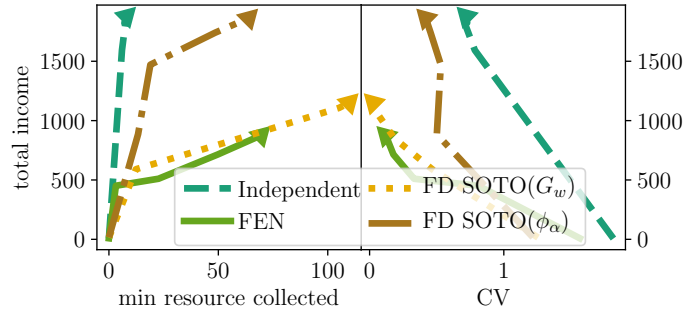 total income
1500
1000
500
0
1500
1000
500
0
Independent
FEN
FD SOTO(G_w)
FD SOTO(ϕ_α)
0 50 100
0 1
min resource collected
CV